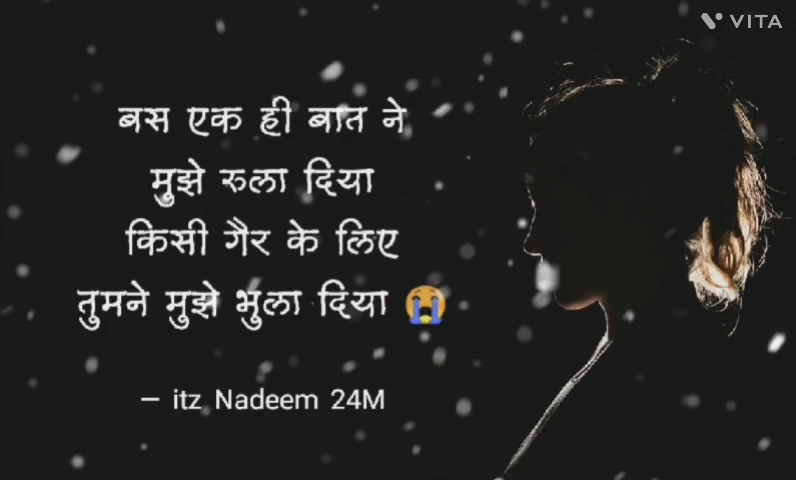 VITA
बस एक ही बात ने
मुझे रुला दिया
किसी गैर के लिए
तुमने मुझे भुला दिया 😭
– itz Nadeem 24M